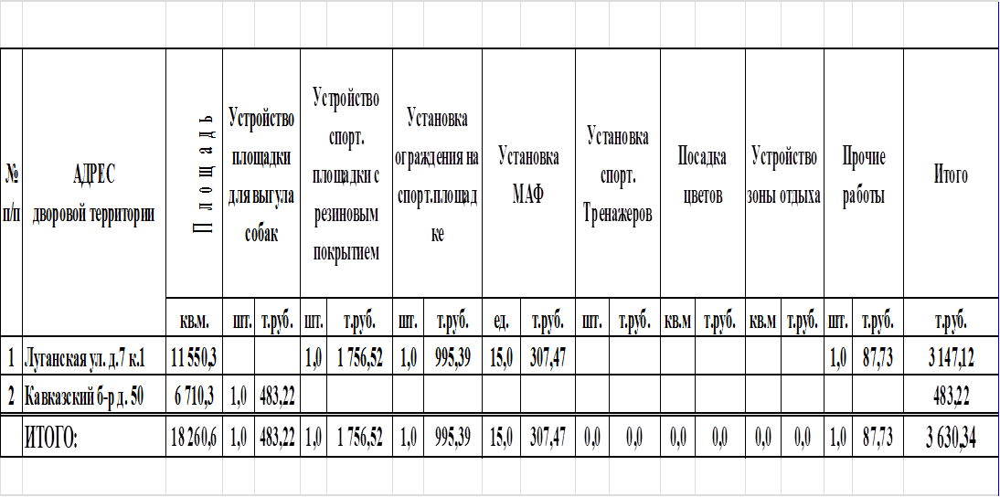 № п/п
АДРЕС
дворовой территории
Площадь
Устройство
площадки
для выгула
собак
Устройство
спорт.
площадки с
резиновым
покрытием
Установка
ограждения на
спорт.площад
ке
Установка
МАФ
Установка
спорт.
Тренажеров
Посадка
цветов
Устройство
зоны отдыха
Прочие
работы
Итого
кв.м. шт. т.руб. шт. т.руб. шт. т.руб. ед. т.руб. шт. т.руб. кв.м т.руб. кв.м т.руб. шт. т.руб. т.руб.
1 Луганская ул. д.7 к.1 11 550,3 1,0 1 756,52 1,0 995,39 15,0 307,47 1,0 87,73 3 147,12
2 Кавказский б-р д. 50 6 710,3 1,0 483,22 483,22
ИТОГО: 18 260,6 1,0 483,22 1,0 1 756,52 1,0 995,39 15,0 307,47 0,0 0,0 0,0 0,0 0,0 0,0 1,0 87,73 3 630,34